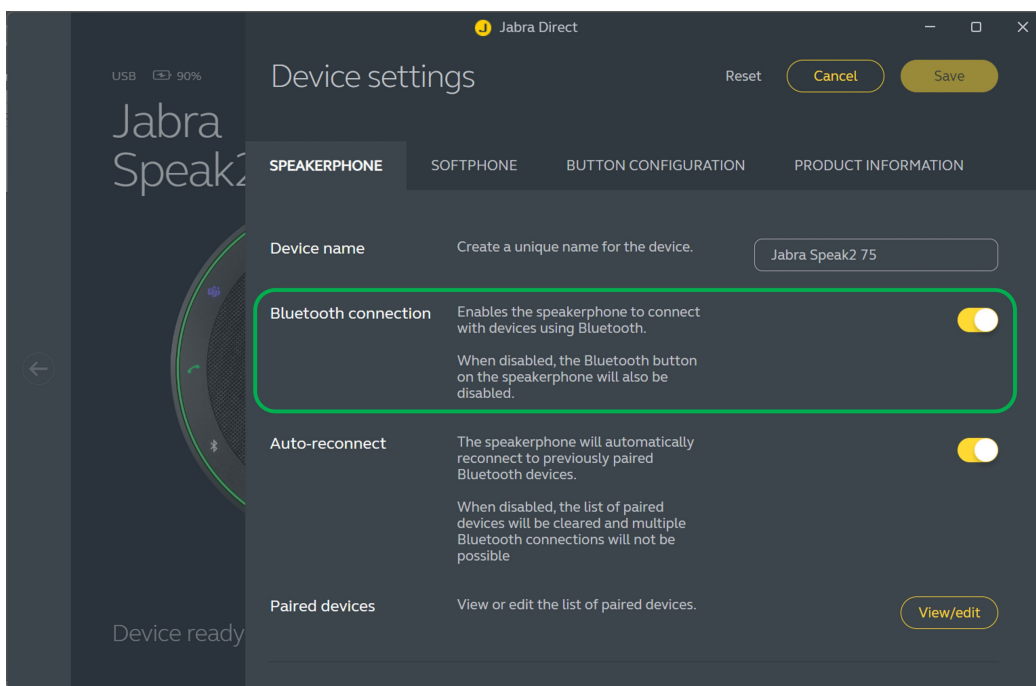 Jabra Direct
USB 90%
Jabra
Speak2
Device ready
Device settings
Reset
Cancel
Save
SPEAKERPHONE
SOFTPHONE
BUTTON CONFIGURATION
PRODUCT INFORMATION
Device name
Create a unique name for the device.
Jabra Speak2 75
Bluetooth connection
Enables the speakerphone to connect
with devices using Bluetooth.
When disabled, the Bluetooth button
on the speakerphone will also be
disabled.
Auto-reconnect
The speakerphone will automatically
reconnect to previously paired
Bluetooth devices.
When disabled, the list of paired
devices will be cleared and multiple
Bluetooth connections will not be
possible
Paired devices
View or edit the list of paired devices.
View/edit